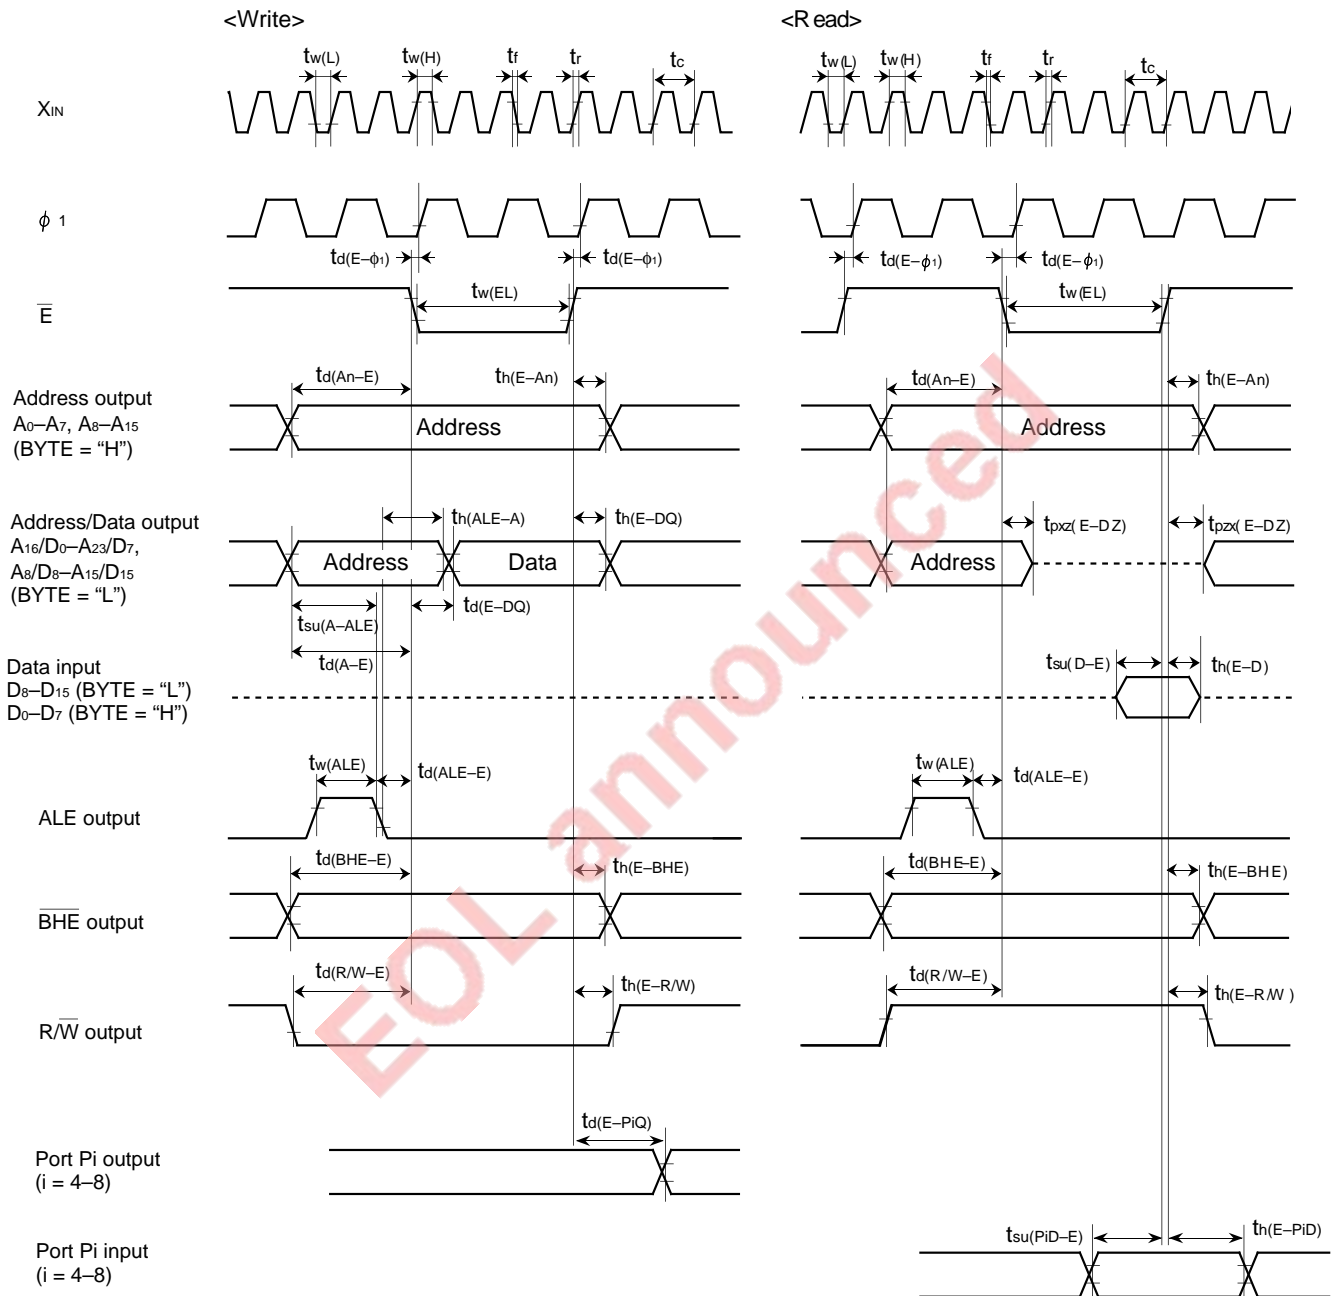 <Write> <Read>
tw(L) tw(H) tf tr tc tw(L) tw(H) tf tr tc
XIN
ϕ 1
td(E–ϕ1) td(E–ϕ1) td(E–ϕ1) td(E–ϕ1)
tw(EL) tw(EL)
E
td(An–E) th(E–An) td(An–E) th(E–An)
Address output
A0–A7, A8–A15
(BYTE = “H”)
Address Address
th(ALE–A) th(E–DQ) tpxz(E–DZ) tpzx(E–DZ)
Address/Data output
A16/D0–A23/D7,
A8/D8–A15/D15
(BYTE = “L”)
Address Data Address
tsu(A–ALE) td(E–DQ)
td(A–E)
tsu(D–E) th(E–D)
Data input
D8–D15 (BYTE = “L”)
D0–D7 (BYTE = “H”)
tw(ALE) td(ALE–E) tw(ALE) td(ALE–E)
ALE output
td(BHE–E) th(E–BHE) td(BHE–E) th(E–BHE)
BHE output
td(R/W–E) th(E–R/W) td(R/W–E) th(E–R/W)
R/W output
td(E–PiQ)
Port Pi output
(i = 4–8)
tsu(PiD–E) th(E–PiD)
Port Pi input
(i = 4–8)
EOL announced